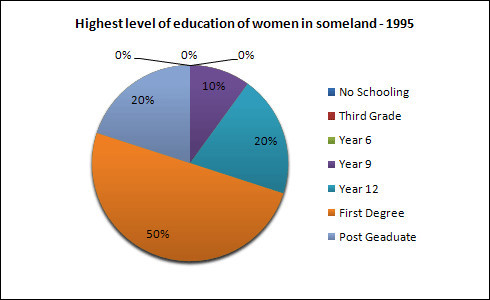 Highest level of education of women in someland - 1995
0% 0% 0%
10%
20%
20%
50%
No Schooling
Third Grade
Year 6
Year 9
Year 12
First Degree
Post Geaduate